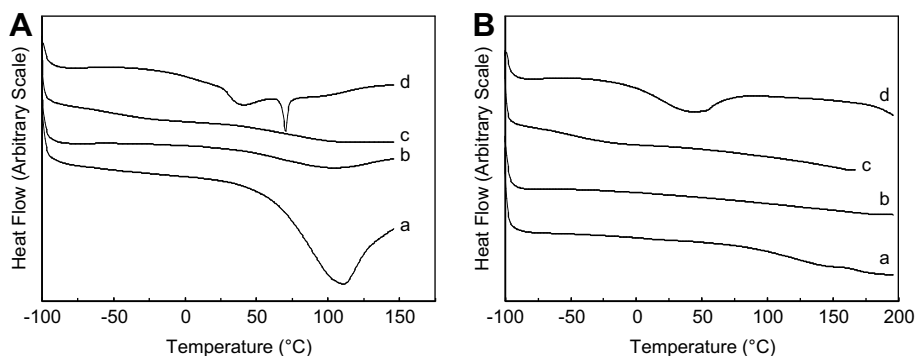 A
Heat Flow (Arbitrary Scale)
d
c
b
a
-100 -50 0 50 100 150
Temperature (°C)
B
Heat Flow (Arbitrary Scale)
d
c
b
a
-100 -50 0 50 100 150 200
Temperature (°C)